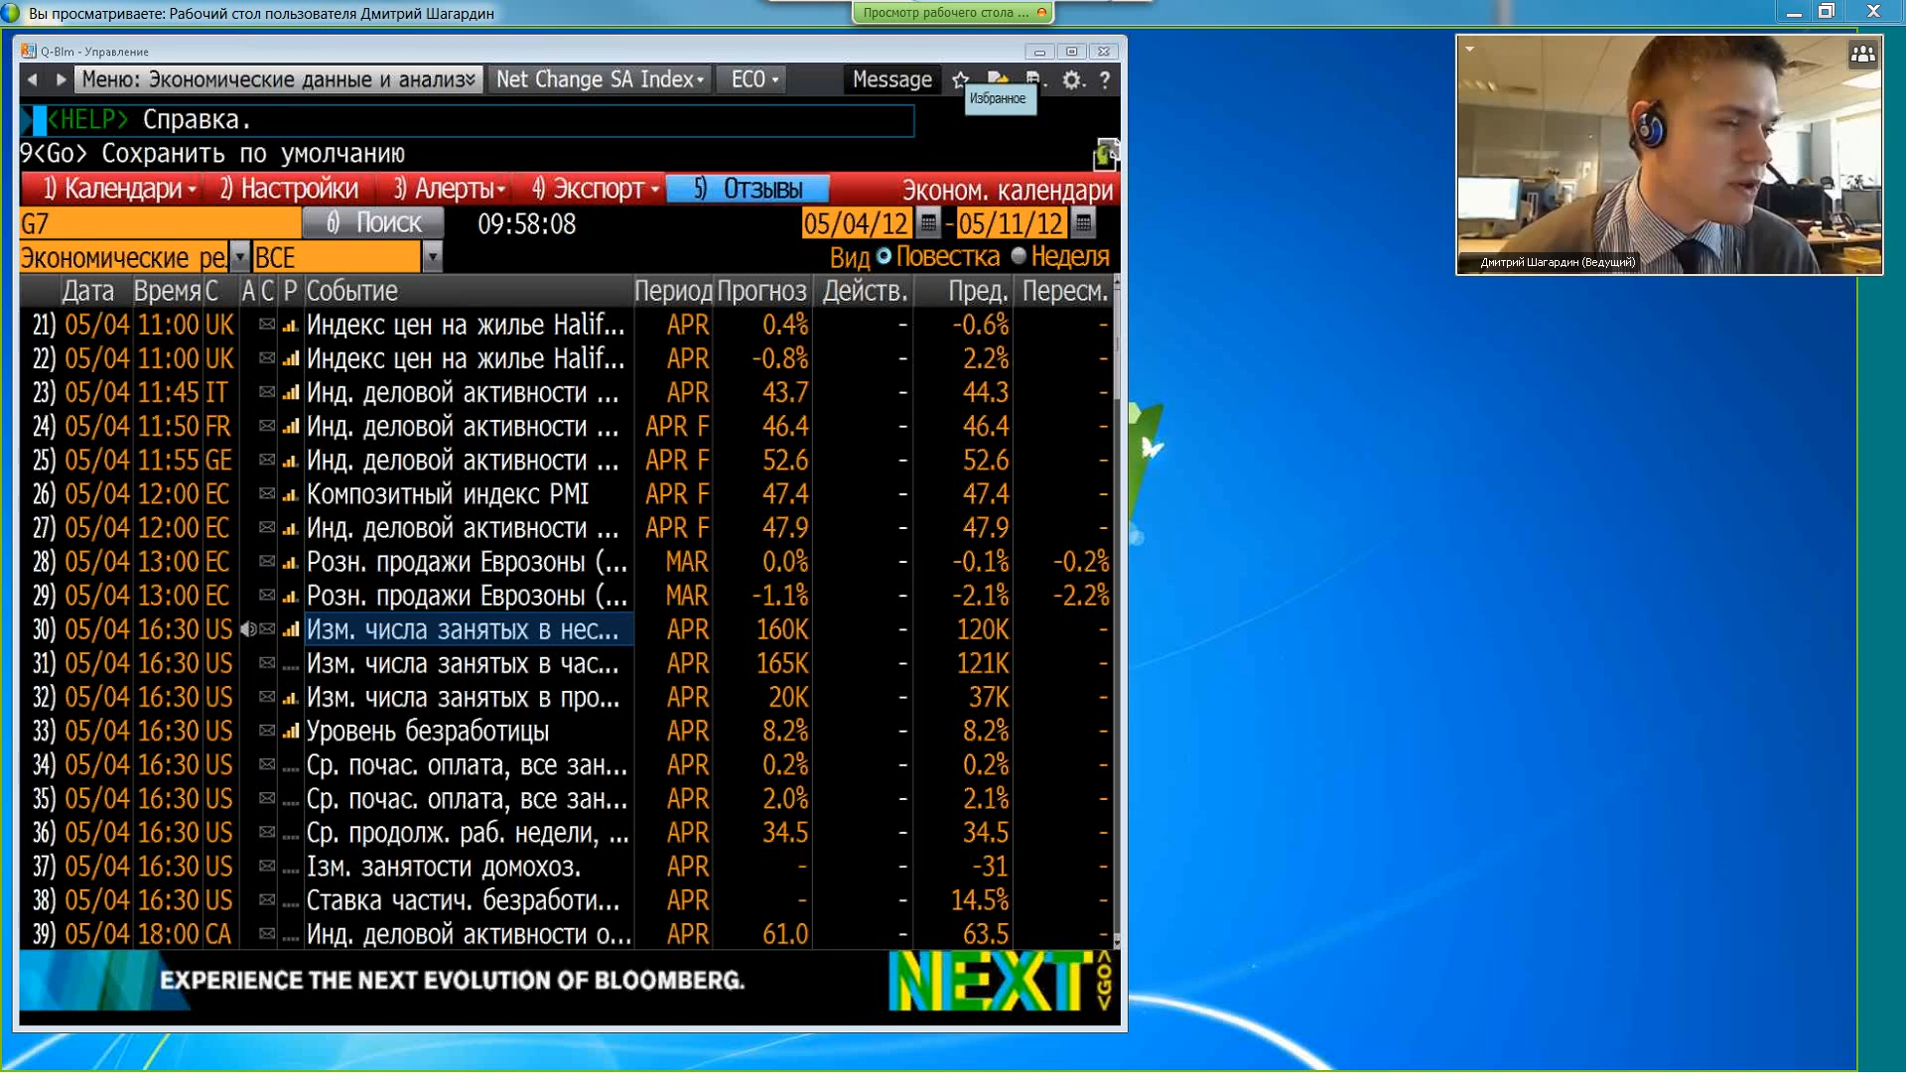 Вы просматриваете: Рабочий стол пользователя Дмитрий Шагардин
Просмотр рабочего стола ...
Q-Blm - Управление
Меню: Экономические данные и анализ Net Change SA Index ECO Message ?
Избранное
<HELP> Справка.
9<Go> Сохранить по умолчанию
1) Календари 2) Настройки 3) Алерты 4) Экспорт 5) Отзывы Эконом. календари
G7 6) Поиск 09:58:08 05/04/12 - 05/11/12
Экономические рел ВСЕ Вид Повестка Неделя
Дата Время С А С Р Событие Период Прогноз Действ. Пред. Пересм.
21) 05/04 11:00 UK Индекс цен на жилье Halif... APR 0.4% - -0.6% -
22) 05/04 11:00 UK Индекс цен на жилье Halif... APR -0.8% - 2.2% -
23) 05/04 11:45 IT Инд. деловой активности ... APR 43.7 - 44.3 -
24) 05/04 11:50 FR Инд. деловой активности ... APR F 46.4 - 46.4 -
25) 05/04 11:55 GE Инд. деловой активности ... APR F 52.6 - 52.6 -
26) 05/04 12:00 EC Композитный индекс PMI APR F 47.4 - 47.4 -
27) 05/04 12:00 EC Инд. деловой активности ... APR F 47.9 - 47.9 -
28) 05/04 13:00 EC Розн. продажи Еврозоны (... MAR 0.0% - -0.1% -0.2%
29) 05/04 13:00 EC Розн. продажи Еврозоны (... MAR -1.1% - -2.1% -2.2%
30) 05/04 16:30 US Изм. числа занятых в нес... APR 160K - 120K -
31) 05/04 16:30 US Изм. числа занятых в час... APR 165K - 121K -
32) 05/04 16:30 US Изм. числа занятых в про... APR 20K - 37K -
33) 05/04 16:30 US Уровень безработицы APR 8.2% - 8.2% -
34) 05/04 16:30 US Ср. почас. оплата, все зан... APR 0.2% - 0.2% -
35) 05/04 16:30 US Ср. почас. оплата, все зан... APR 2.0% - 2.1% -
36) 05/04 16:30 US Ср. продолж. раб. недели, ... APR 34.5 - 34.5 -
37) 05/04 16:30 US Iзм. занятости домохоз. APR - - -31 -
38) 05/04 16:30 US Ставка частич. безработи... APR - - 14.5% -
39) 05/04 18:00 CA Инд. деловой активности о... APR 61.0 - 63.5 -
EXPERIENCE THE NEXT EVOLUTION OF BLOOMBERG. NEXT <GO>
Дмитрий Шагардин (Ведущий)